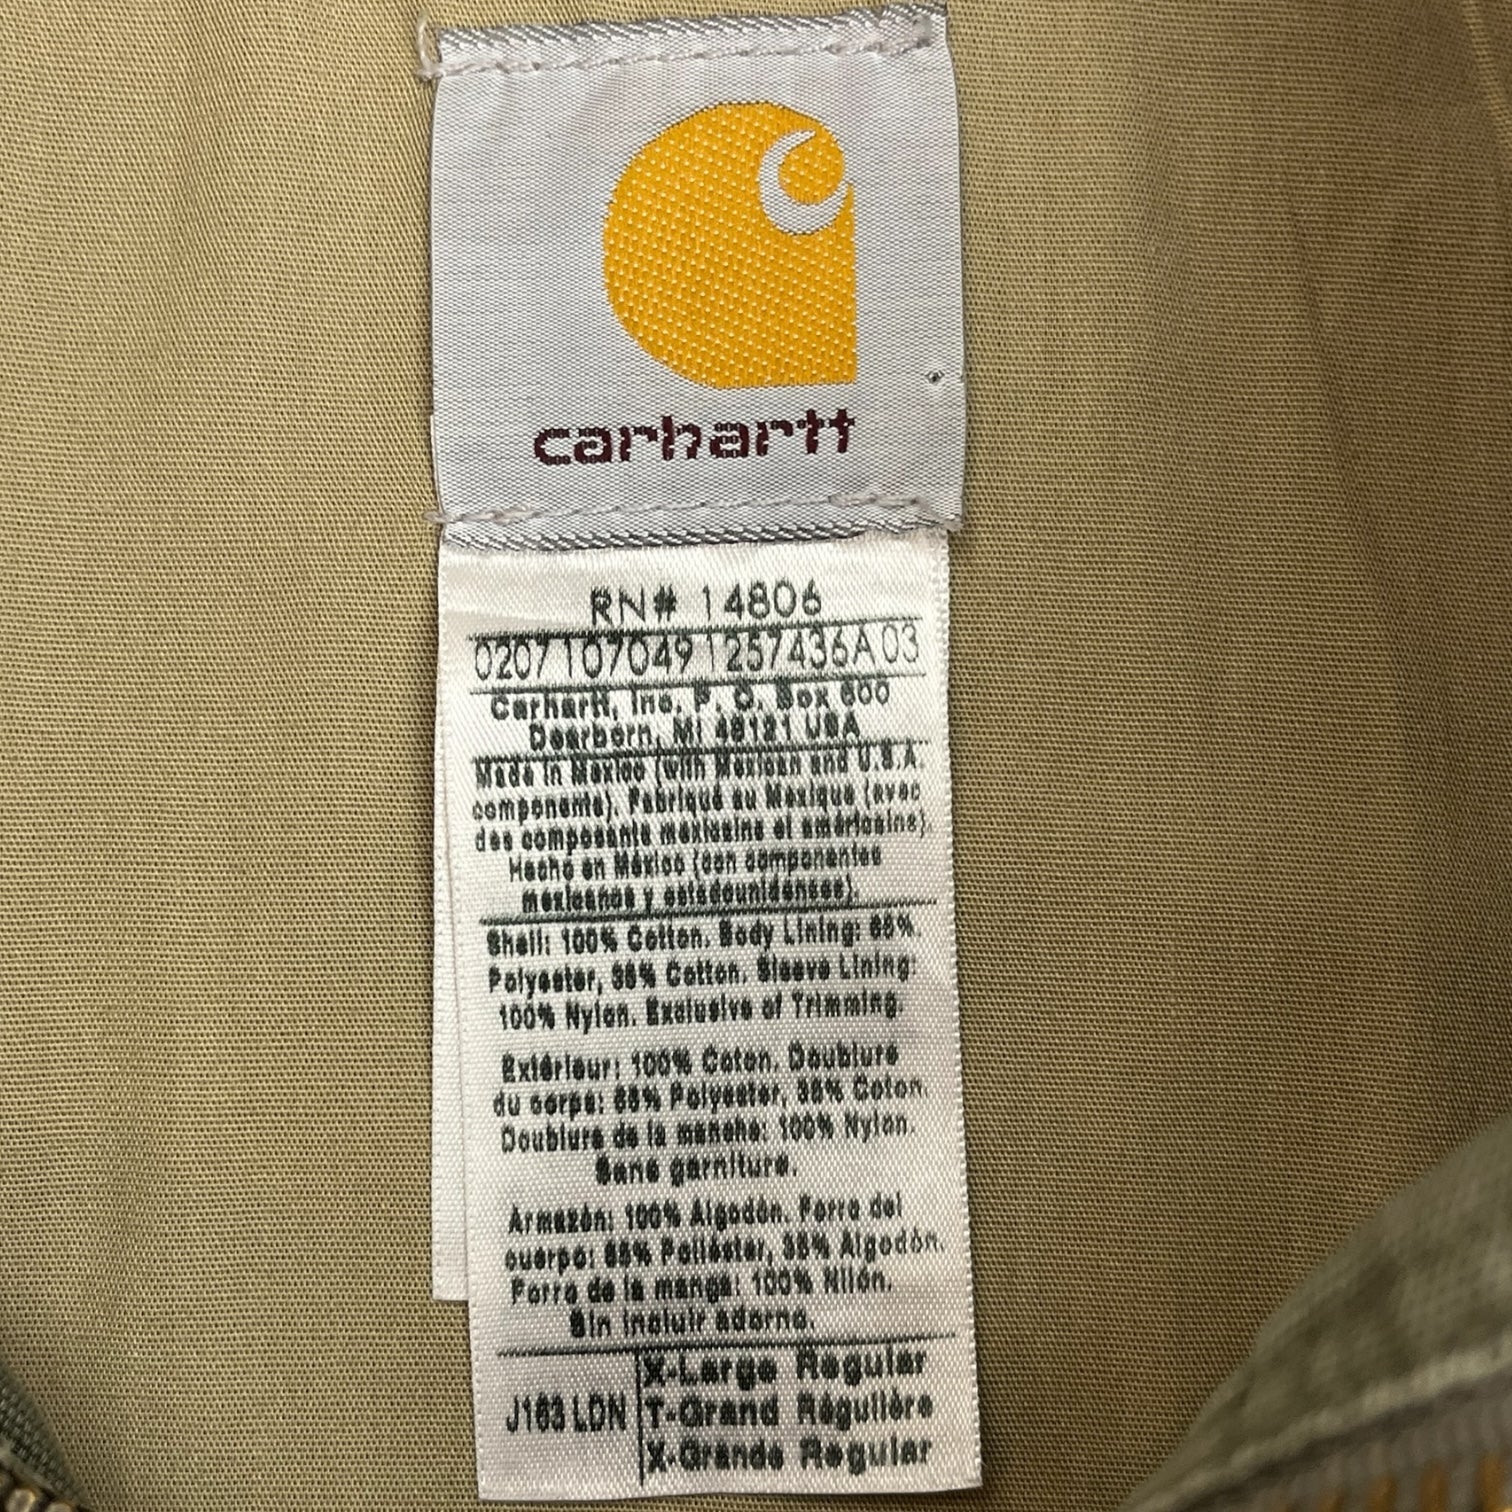 carhartt
RN# 14806
0207 107049 1257436A 03
Carhartt, Inc. P. O. Box 600
Dearborn, MI 48121 USA
Made in Mexico (with Mexican and U.S.A.
components). Fabriqué au Mexique (avec
des composants mexicains et américains).
Hecho en México (con componentes
mexicanos y estadounidenses).
Shell: 100% Cotton. Body Lining: 65%
Polyester, 35% Cotton. Sleeve Lining:
100% Nylon. Exclusive of Trimming.
Extérieur: 100% Coton. Doublure
du corps: 65% Polyester, 35% Coton.
Doublure de la manche: 100% Nylon.
Sans garniture.
Armazón: 100% Algodón. Forro del
cuerpo: 65% Poliéster, 35% Algodón.
Forro de la manga: 100% Nilón.
Sin incluir adorno.
J163 LDN
X-Large Regular
T-Grand Régulière
X-Grande Regular